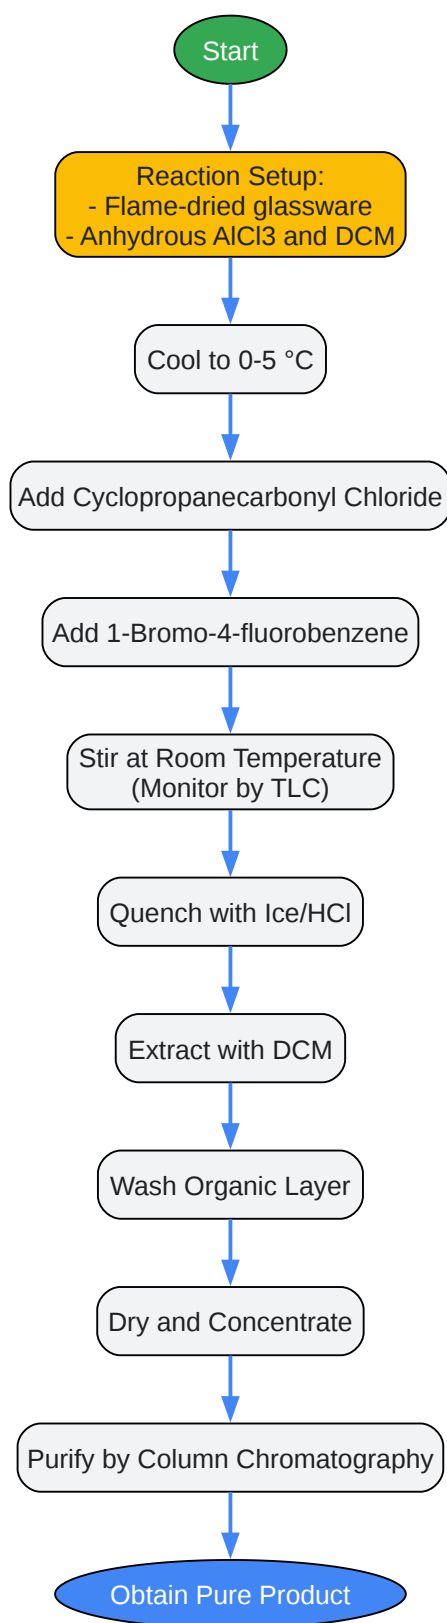 Start
Reaction Setup:
- Flame-dried glassware
- Anhydrous AlCl3 and DCM
Cool to 0-5 °C
Add Cyclopropanecarbonyl Chloride
Add 1-Bromo-4-fluorobenzene
Stir at Room Temperature
(Monitor by TLC)
Quench with Ice/HCl
Extract with DCM
Wash Organic Layer
Dry and Concentrate
Purify by Column Chromatography
Obtain Pure Product